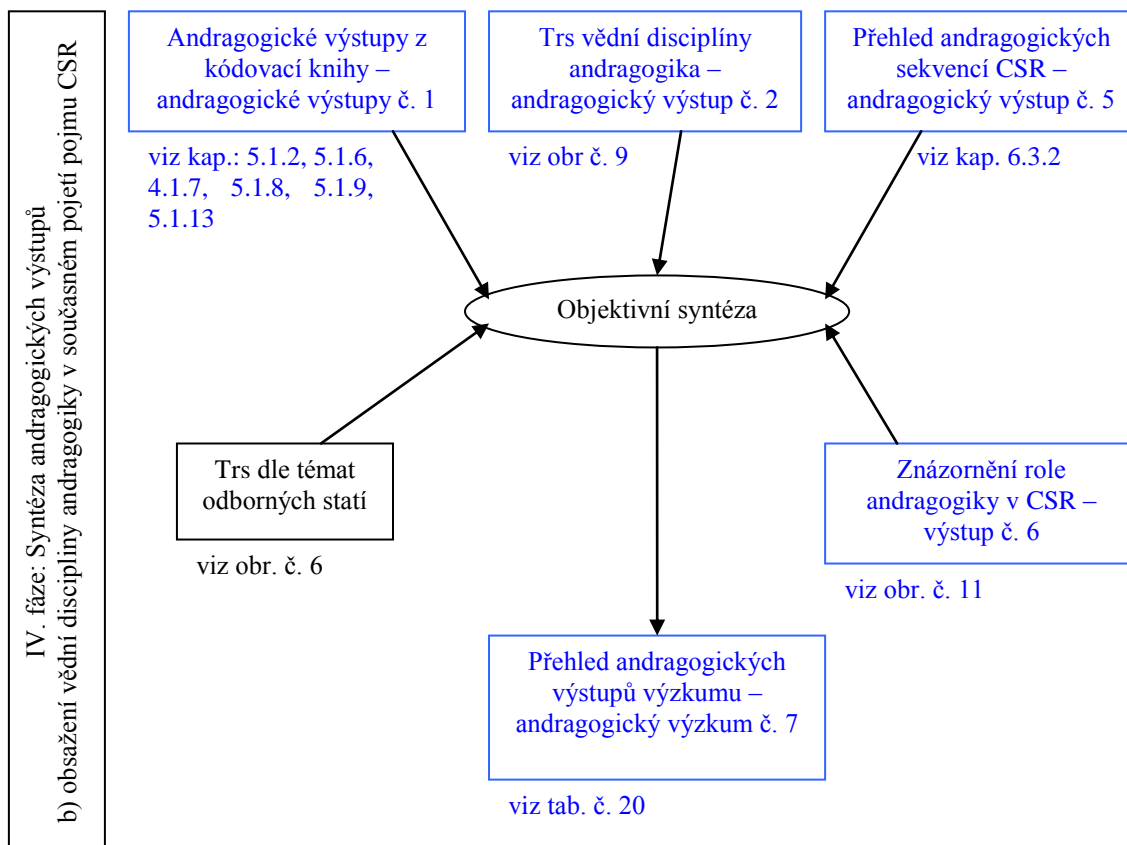 IV. fáze: Syntéza andragogických výstupů
b) obsažení vědní discipliny andragogiky v současném pojetí pojmu CSR
Andragogické výstupy z
kódovací knihy –
andragogické výstupy č. 1
viz kap.: 5.1.2, 5.1.6,
4.1.7, 5.1.8, 5.1.9,
5.1.13
Trs vědní disciplíny
andragogika –
andragogický výstup č. 2
viz obr č. 9
Přehled andragogických
sekvencí CSR –
andragogický výstup č. 5
viz kap. 6.3.2
Objektivní syntéza
Trs dle témat
odborných statí
viz obr. č. 6
Znázornění role
andragogiky v CSR –
výstup č. 6
viz obr. č. 11
Přehled andragogických
výstupů výzkumu –
andragogický výzkum č. 7
viz tab. č. 20